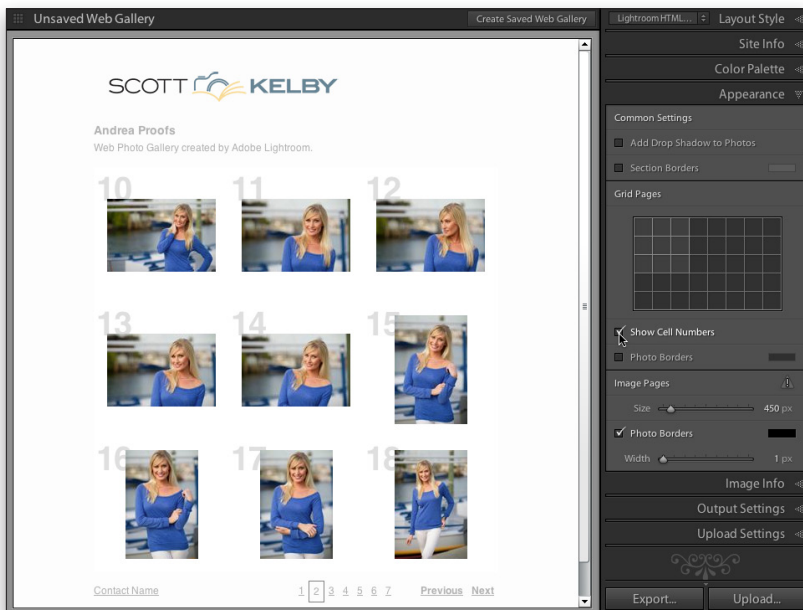 Unsaved Web Gallery
Create Saved Web Gallery
SCOTT KELBY
Andrea Proofs
Web Photo Gallery created by Adobe Lightroom.
10 11 12
13 14 15
16 17 18
Contact Name 1 2 3 4 5 6 7 Previous Next
Lightroom HTML... Layout Style
Site Info
Color Palette
Appearance
Common Settings
Add Drop Shadow to Photos
Section Borders
Grid Pages
Show Cell Numbers
Photo Borders
Image Pages
Size 450 px
Photo Borders
Width 1 px
Image Info
Output Settings
Upload Settings
Export... Upload...